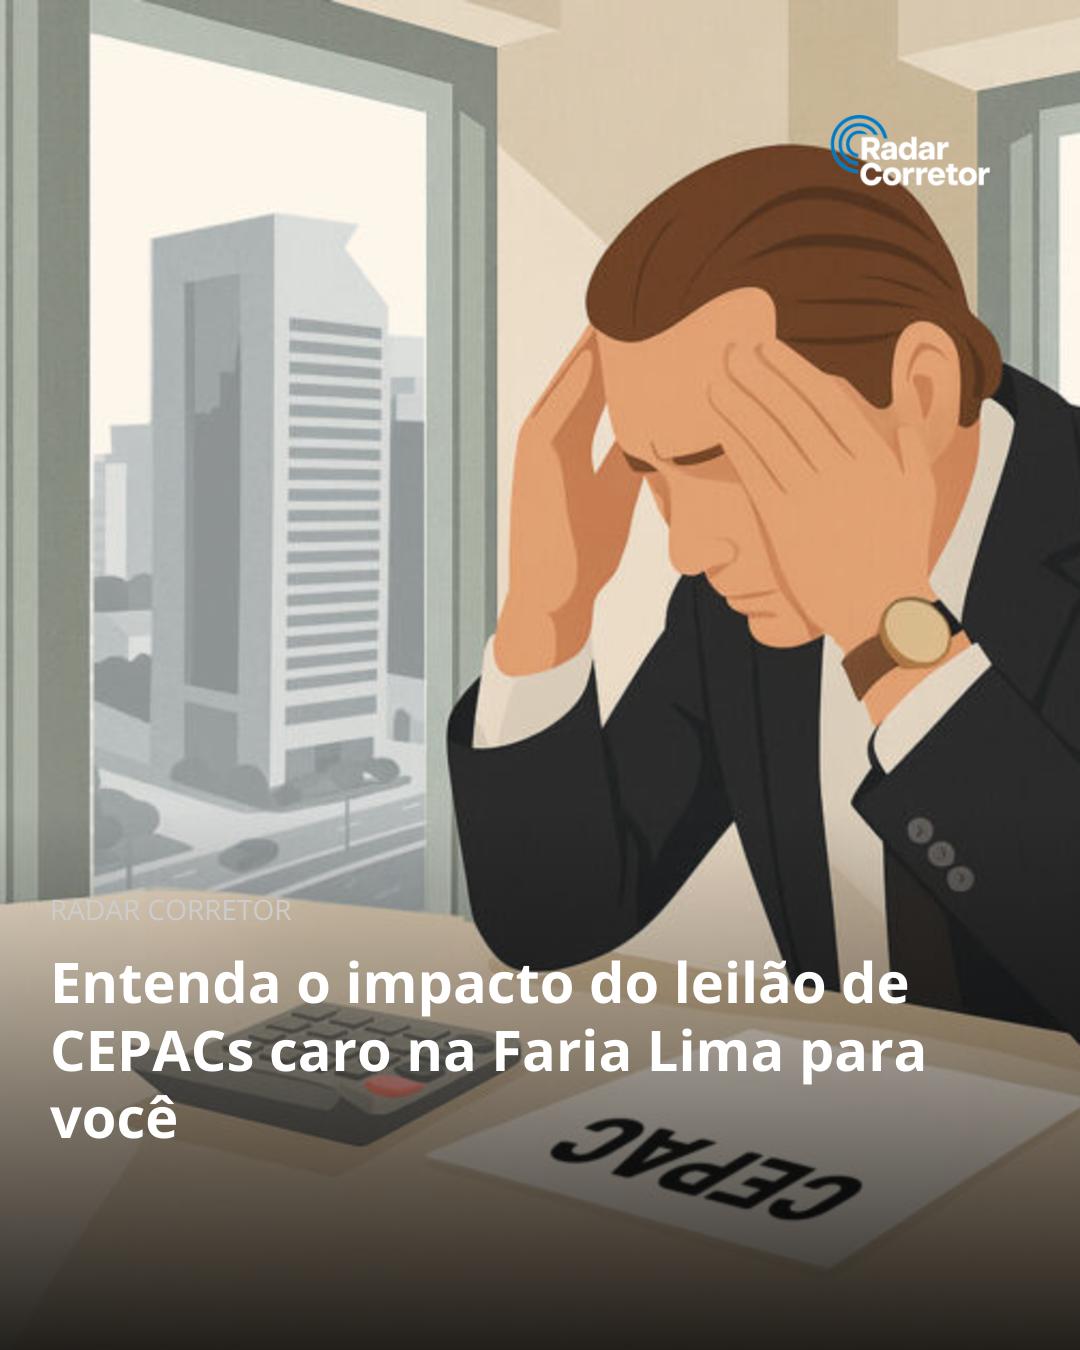 Radar
Corretor
RADAR CORRETOR
Entenda o impacto do leilão de
CEPACs caro na Faria Lima para
você
CEPAC